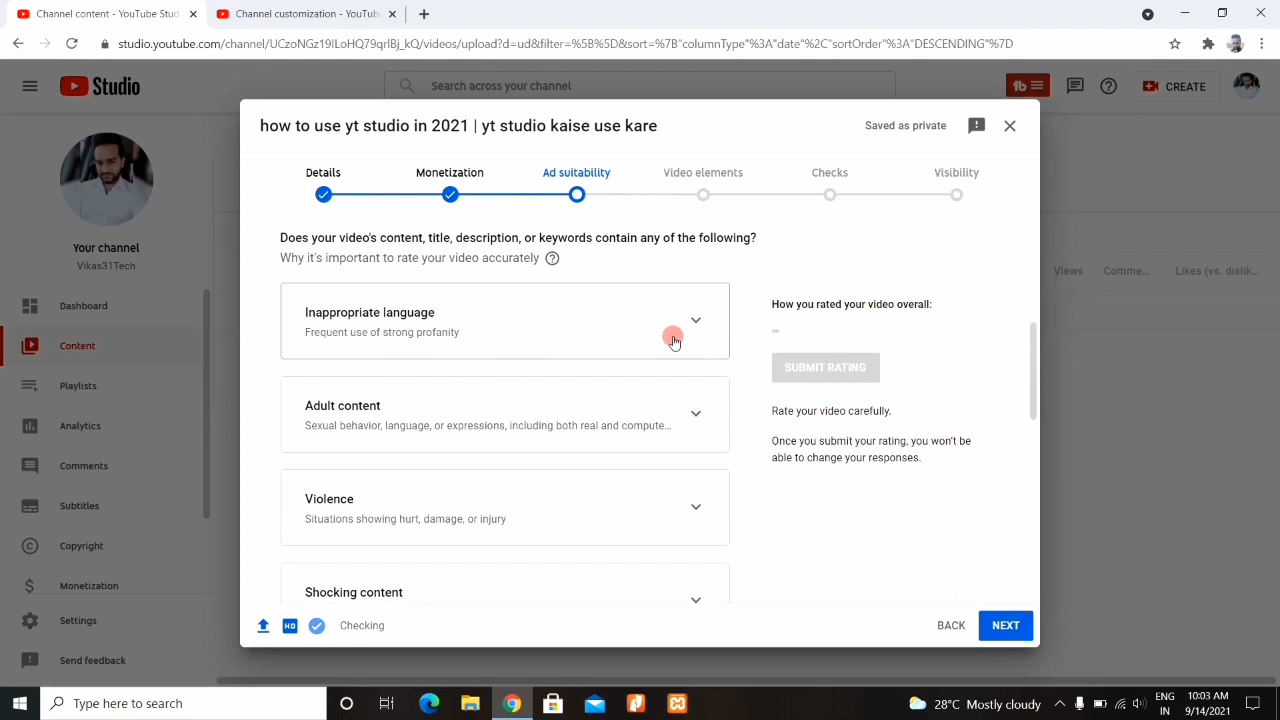 Channel content - YouTube Stud
Channel customization - YouTub
studio.youtube.com/channel/UCzoNGz19ILoHQ79qrlBj_kQ/videos/upload?d=ud&filter=%5B%5D&sort=%7B"columnType"%3A"date"%2C"sortOrder"%3A"DESCENDING"%7D
Studio
Search across your channel
CREATE
how to use yt studio in 2021 | yt studio kaise use kare
Saved as private
Details
Monetization
Ad suitability
Video elements
Checks
Visibility
Your channel
Vikas31Tech
Dashboard
Content
Playlists
Analytics
Comments
Subtitles
Copyright
Monetization
Settings
Send feedback
Does your video's content, title, description, or keywords contain any of the following?
Why it's important to rate your video accurately
Inappropriate language
Frequent use of strong profanity
Adult content
Sexual behavior, language, or expressions, including both real and compute...
Violence
Situations showing hurt, damage, or injury
Shocking content
How you rated your video overall:
SUBMIT RATING
Rate your video carefully.
Once you submit your rating, you won't be
able to change your responses.
Views
Comme...
Likes (vs. dislik...
HD
Checking
BACK
NEXT
Type here to search
28°C Mostly cloudy
ENG
IN
10:03 AM
9/14/2021